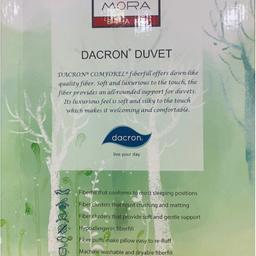 MORA
DACRON® DUVET
DACRON® COMFOREL® fiberfill offers down like
quality fiber. Soft and luxurious to the touch, the
fiber provides an all-rounded support for duvets.
Its luxurious feel is soft and silky to the touch
which makes it welcoming and comfortable.
dacron.
live your day
Fiberfill that conforms to most sleeping positions
Fiber clusters that resist crushing and matting
Fiber clusters that provide soft and gentle support
Hypoallergenic fiberfill
Fiber puffs make pillow easy to re-fluff
Machine washable and dryable fiberfill